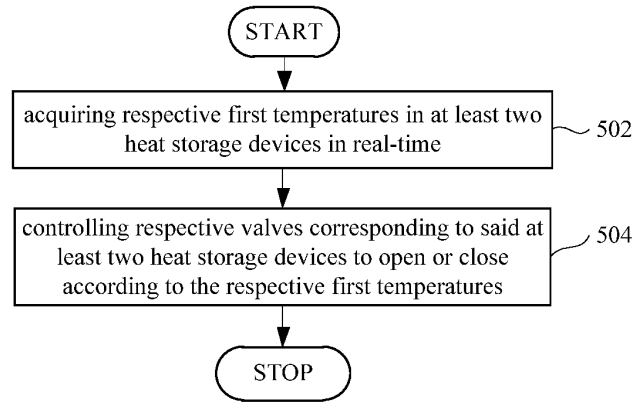 START
acquiring respective first temperatures in at least two
heat storage devices in real-time
502
controlling respective valves corresponding to said at
least two heat storage devices to open or close
according to the respective first temperatures
504
STOP